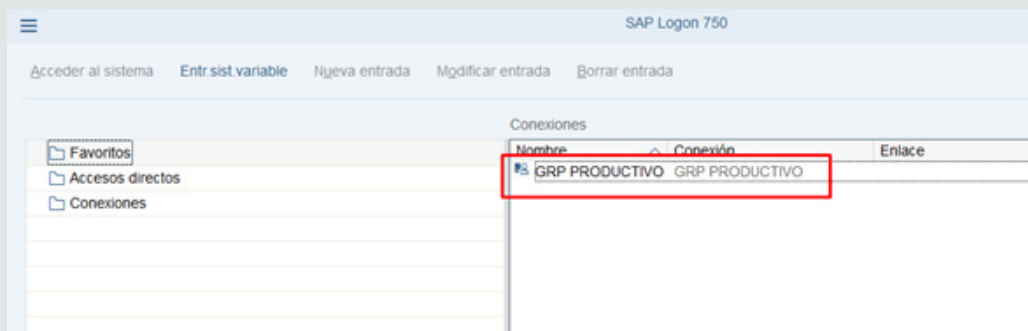 SAP Logon 750
Acceder al sistema Entr.sist.variable Nueva entrada Modificar entrada Borrar entrada
Conexiones
Favoritos
Accesos directos
Conexiones
Nombre Conexión Enlace
GRP PRODUCTIVO GRP PRODUCTIVO